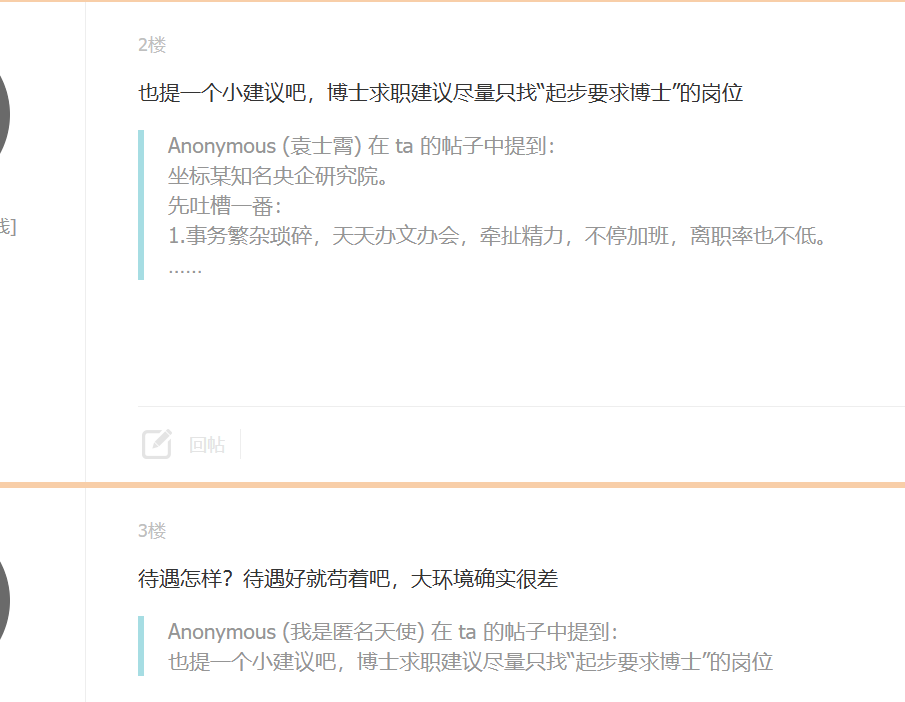 2楼
也提一个小建议吧，博士求职建议尽量只找“起步要求博士”的岗位
Anonymous (袁士霄) 在 ta 的帖子中提到：
坐标某知名央企研究院。
先吐槽一番：
1.事务繁杂琐碎，天天办文办会，牵扯精力，不停加班，离职率也不低。
……
回帖
3楼
待遇怎样？待遇好就苟着吧，大环境确实很差
Anonymous (我是匿名天使) 在 ta 的帖子中提到：
也提一个小建议吧，博士求职建议尽量只找“起步要求博士”的岗位